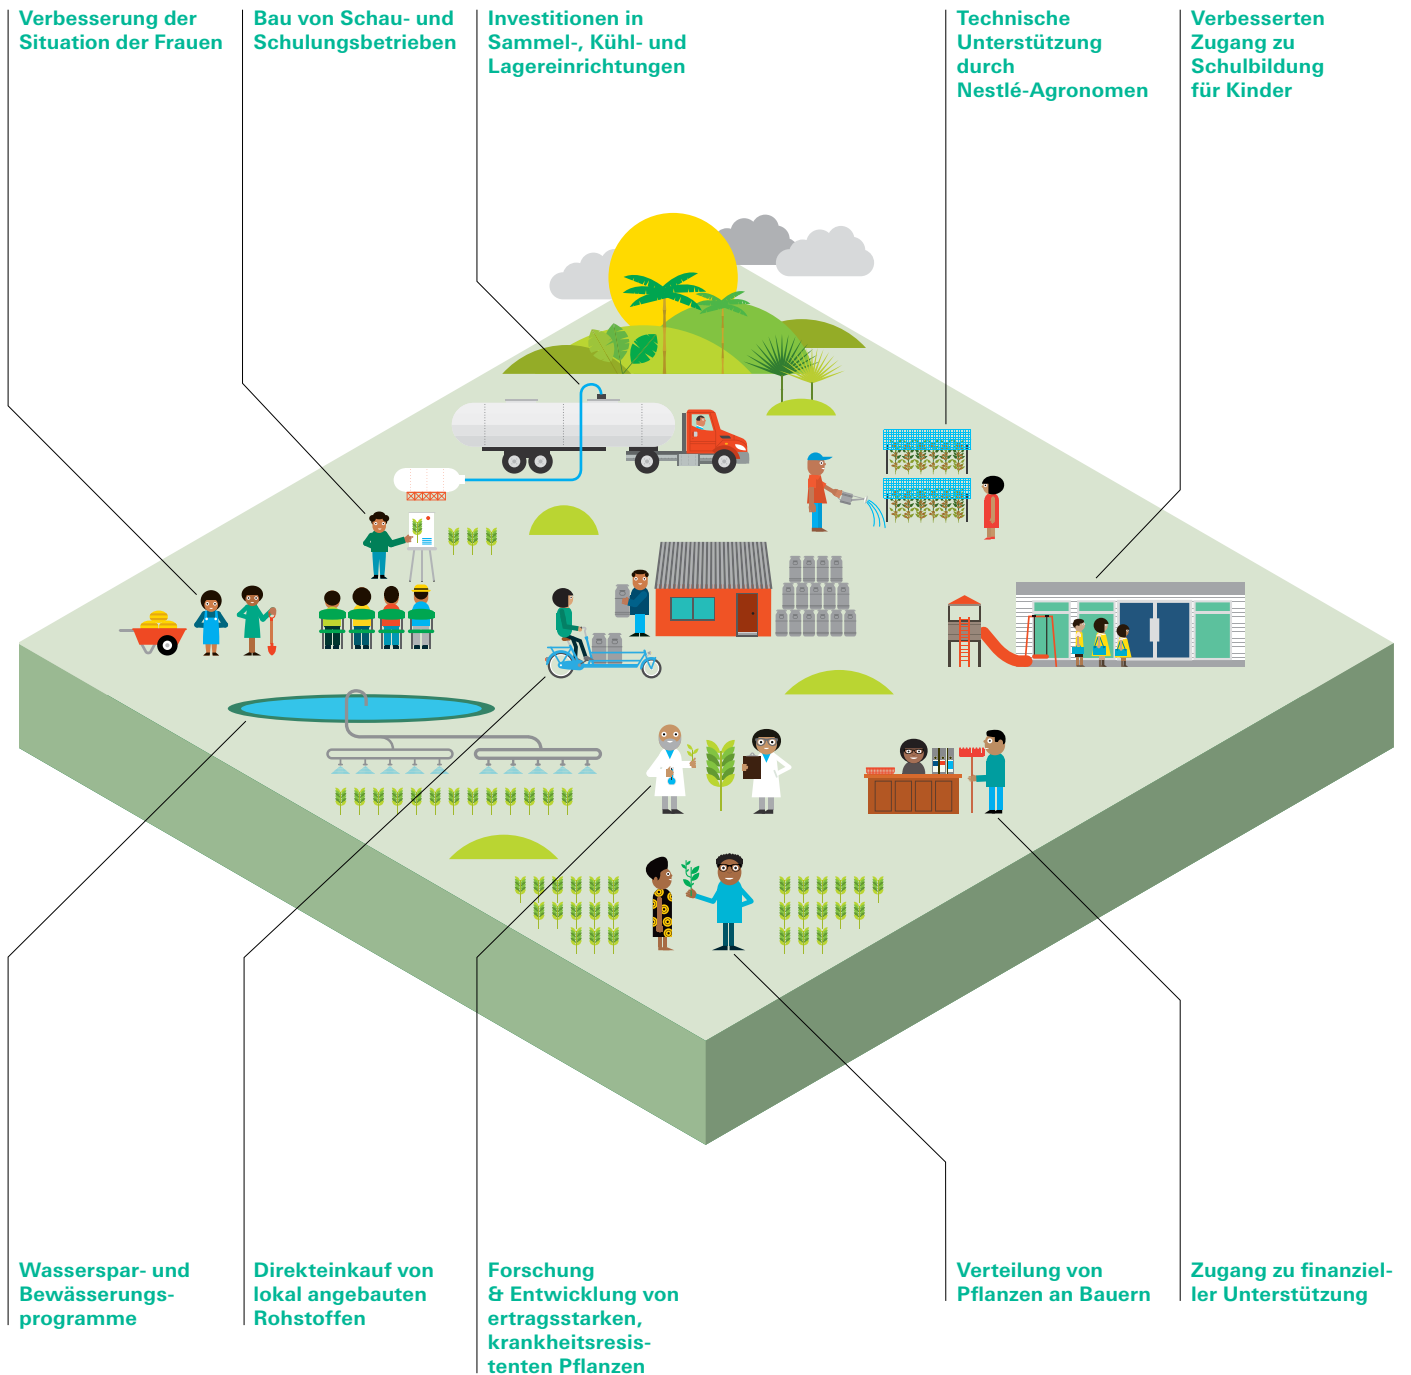 Verbesserung der
Situation der Frauen
Bau von Schau- und
Schulungsbetrieben
Investitionen in
Sammel-, Kühl- und
Lagereinrichtungen
Technische
Unterstützung
durch
Nestlé-Agronomen
Verbesserten
Zugang zu
Schulbildung
für Kinder
Wasserspar- und
Bewässerungs-
programme
Direkteinkauf von
lokal angebauten
Rohstoffen
Forschung
& Entwicklung von
ertragsstarken,
krankheitsresis-
tenten Pflanzen
Verteilung von
Pflanzen an Bauern
Zugang zu finanziel-
ler Unterstützung